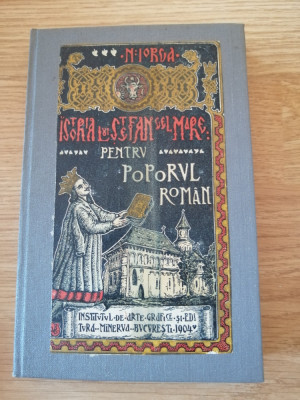 N·IORGA
ISTORIA LUI ȘTEFAN CEL MARE
PENTRU
POPORUL
ROMAN
INSTITUTUL·DE·ARTE·GRAFICE·ȘI·EDI
TURA·MINERVA·BUCUREȘTI·1904